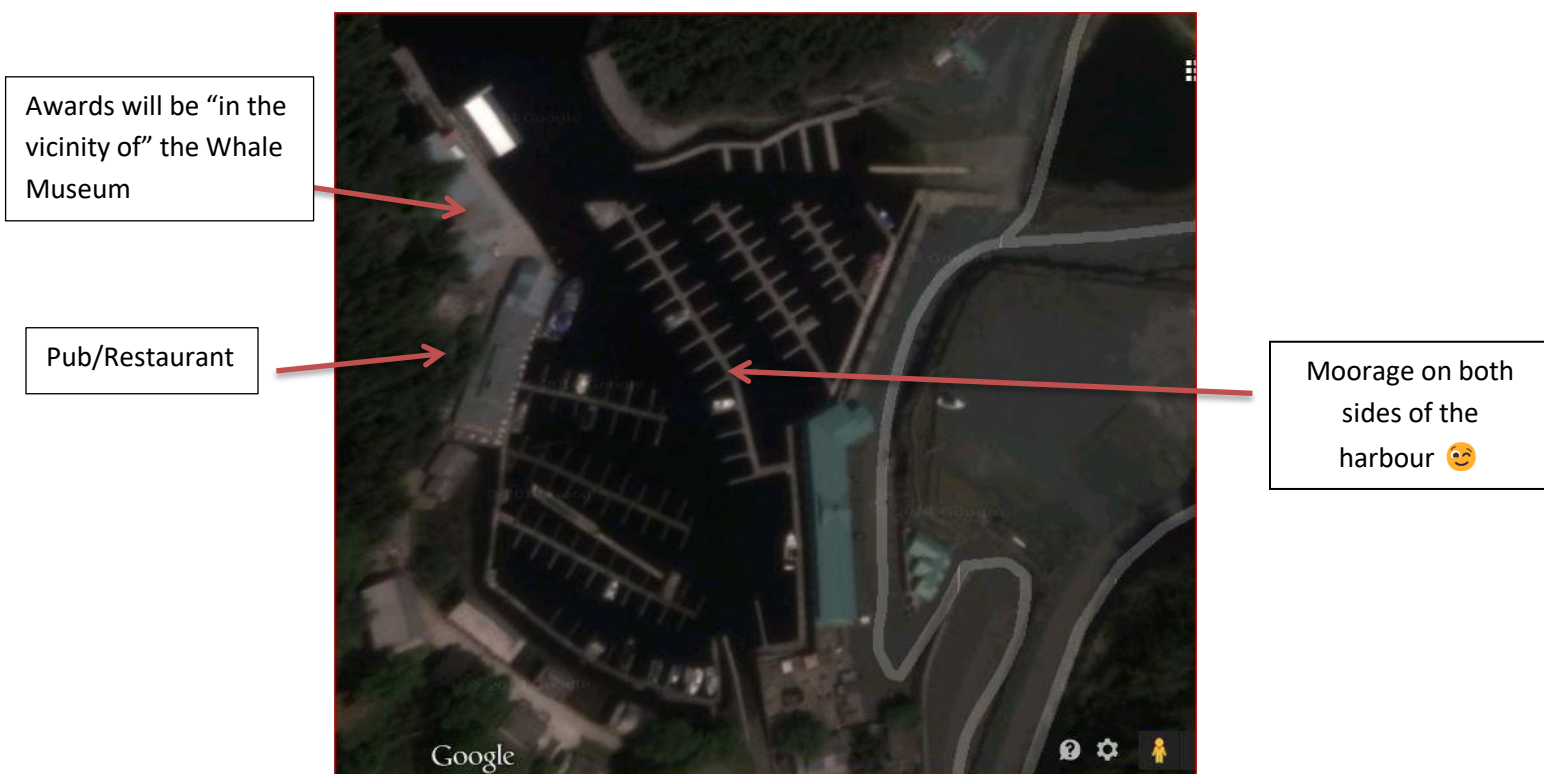 Awards will be “in the
vicinity of” the Whale
Museum
Pub/Restaurant
Moorage on both
sides of the
harbour 😉
Google